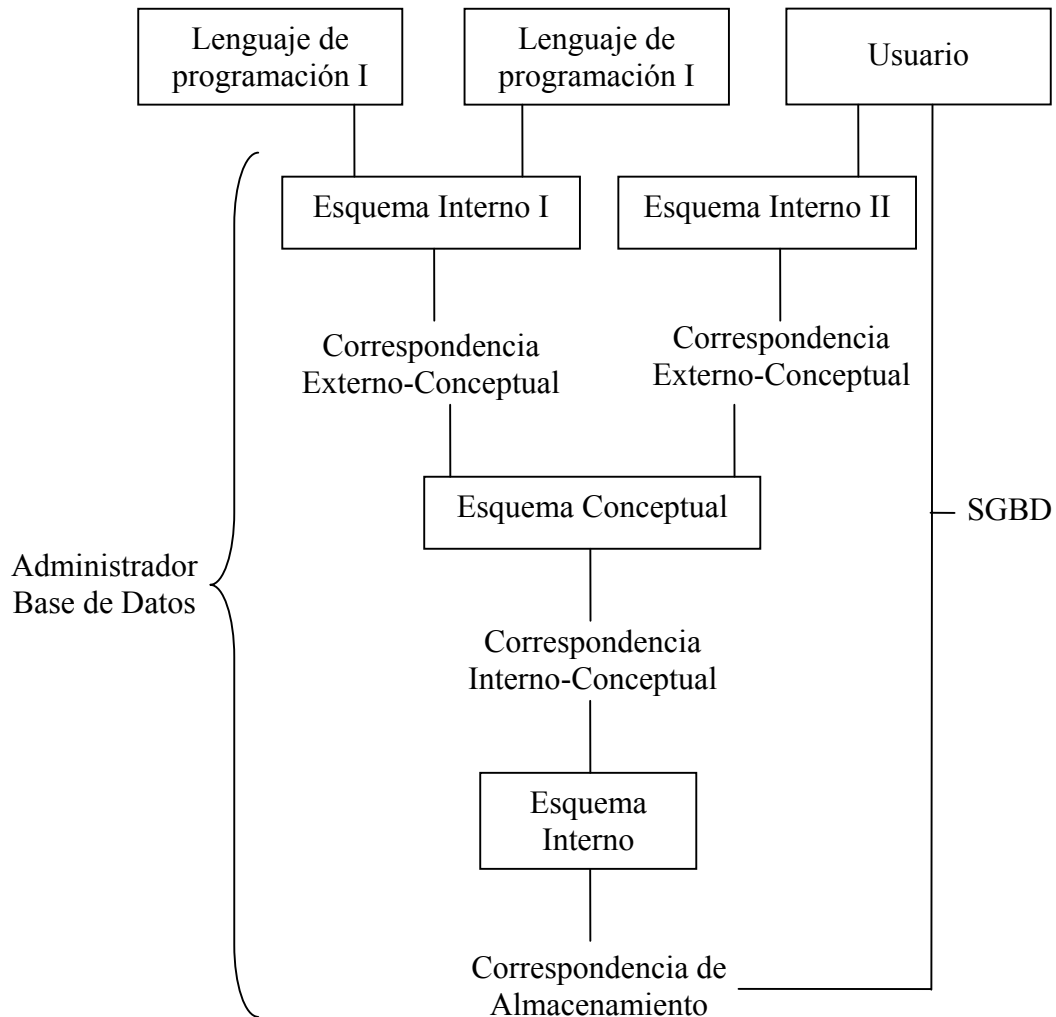 Lenguaje de
programación I
Lenguaje de
programación I
Usuario
Esquema Interno I
Esquema Interno II
Correspondencia
Externo-Conceptual
Correspondencia
Externo-Conceptual
Esquema Conceptual
SGBD
Administrador
Base de Datos
Correspondencia
Interno-Conceptual
Esquema
Interno
Correspondencia de
Almacenamiento